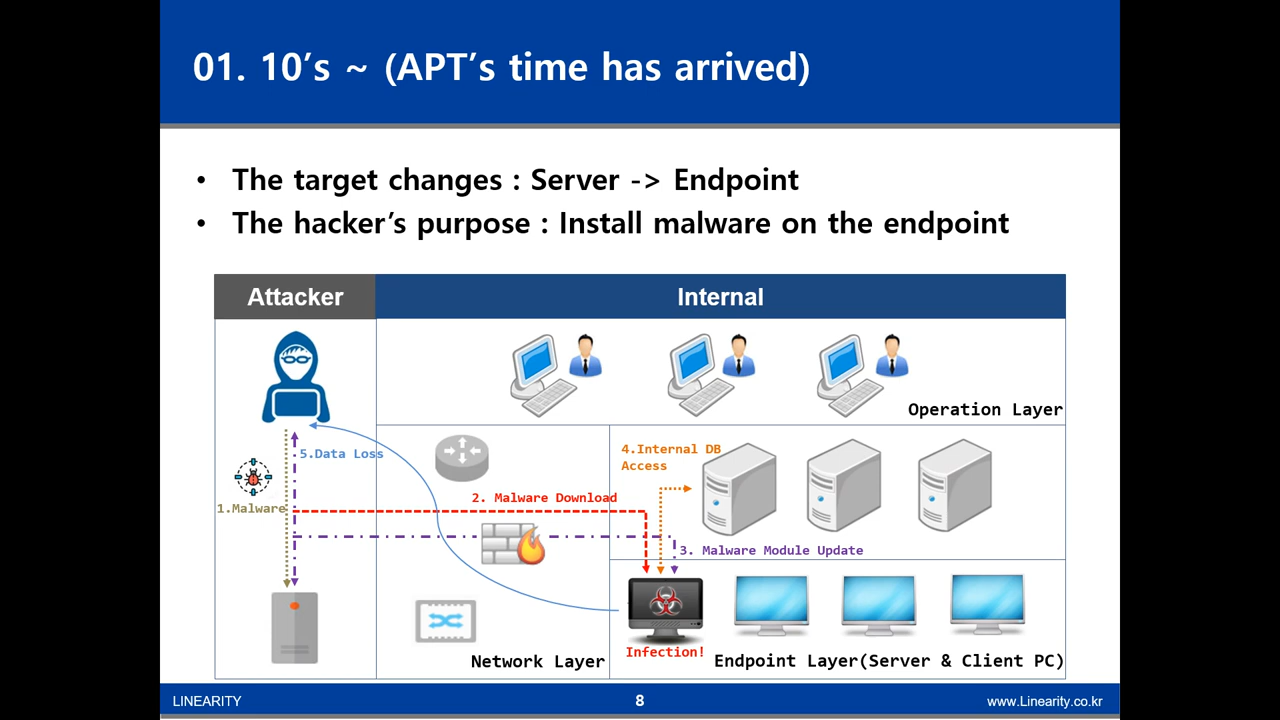 01. 10's ~ (APT's time has arrived)
• The target changes : Server -> Endpoint
• The hacker's purpose : Install malware on the endpoint
Attacker
Internal
Operation Layer
5.Data Loss
4.Internal DB
Access
1.Malware
2. Malware Download
3. Malware Module Update
Infection!
Network Layer
Endpoint Layer(Server & Client PC)
LINEARITY
8
www.Linearity.co.kr